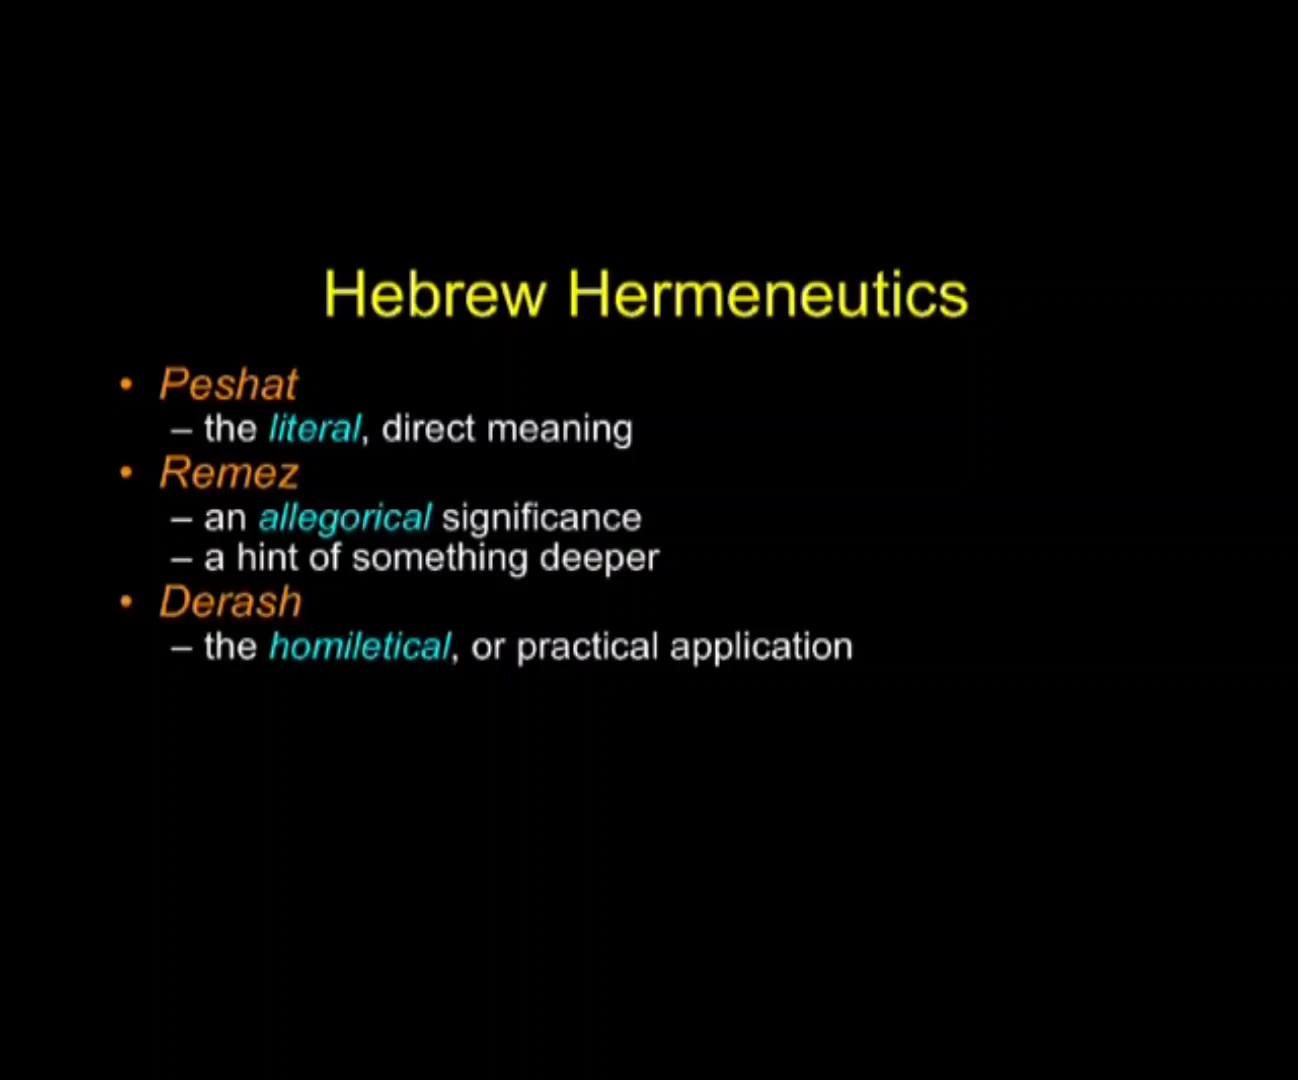 Hebrew Hermeneutics
• Peshat
– the literal, direct meaning
• Remez
– an allegorical significance
– a hint of something deeper
• Derash
– the homiletical, or practical application